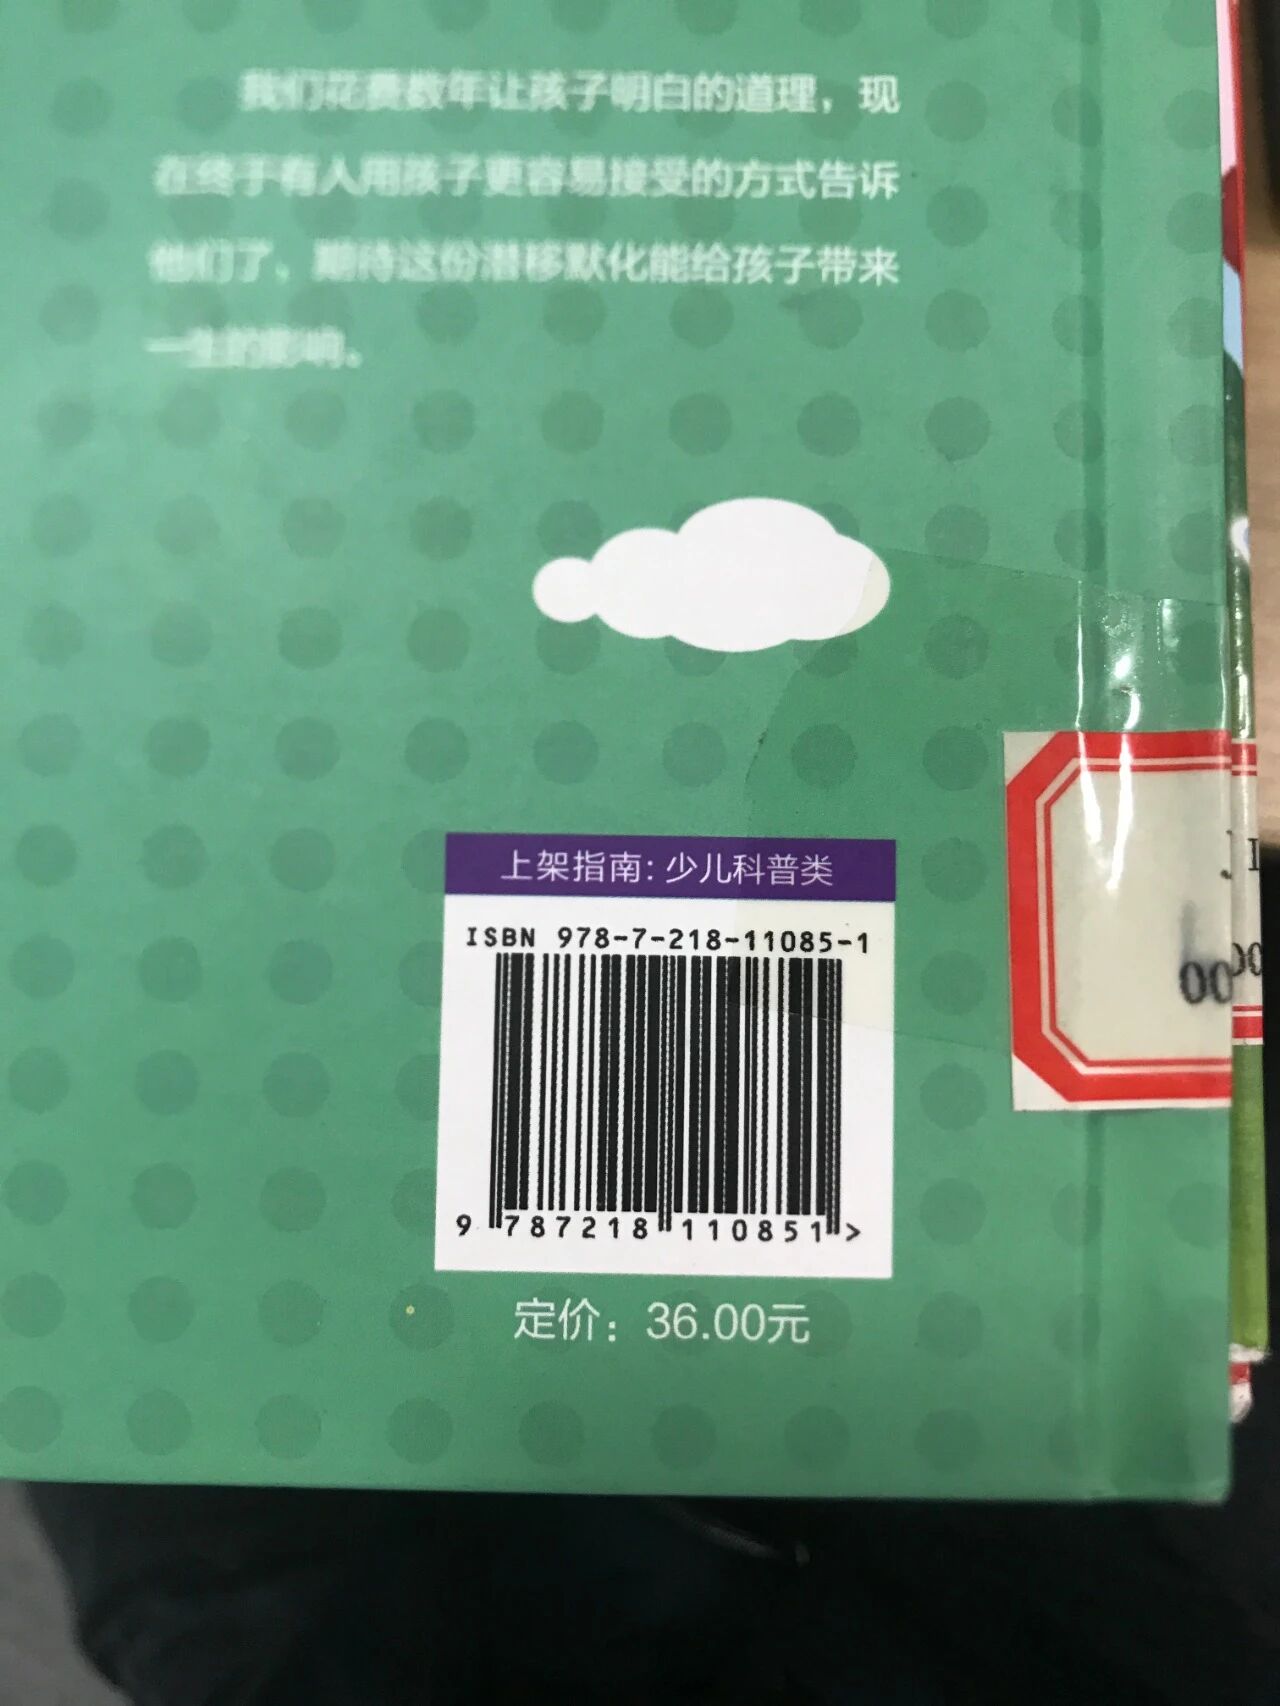 我们花费数年让孩子明白的道理，现
在终于有人用孩子更容易接受的方式告诉
他们了，期待这份潜移默化能给孩子带来
一生的影响。
上架指南：少儿科普类
ISBN 978-7-218-11085-1
9 787218 110851 >
定价：36.00元
00